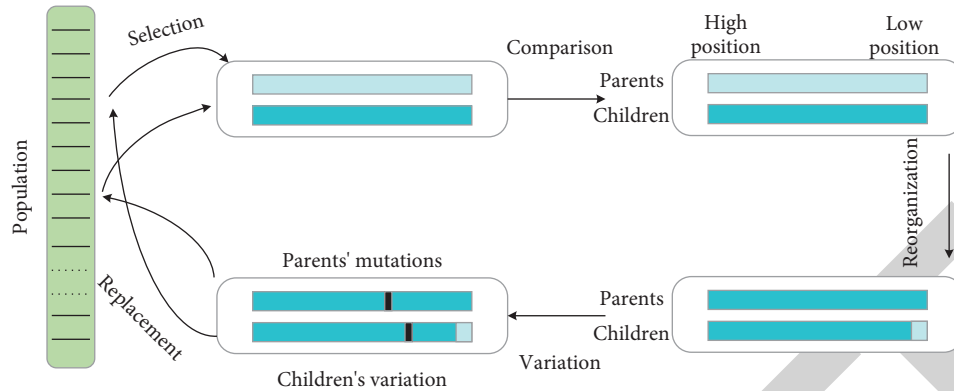 Selection
Comparison
High
position
Low
position
Parents
Children
Population
Reorganization
Replacement
Parents' mutations
Children's variation
Variation
Parents
Children